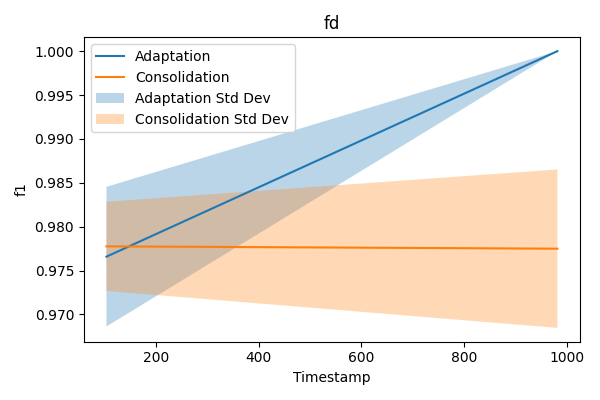 fd
Adaptation
Consolidation
Adaptation Std Dev
Consolidation Std Dev
f1
1.000
0.995
0.990
0.985
0.980
0.975
0.970
200 400 600 800 1000
Timestamp